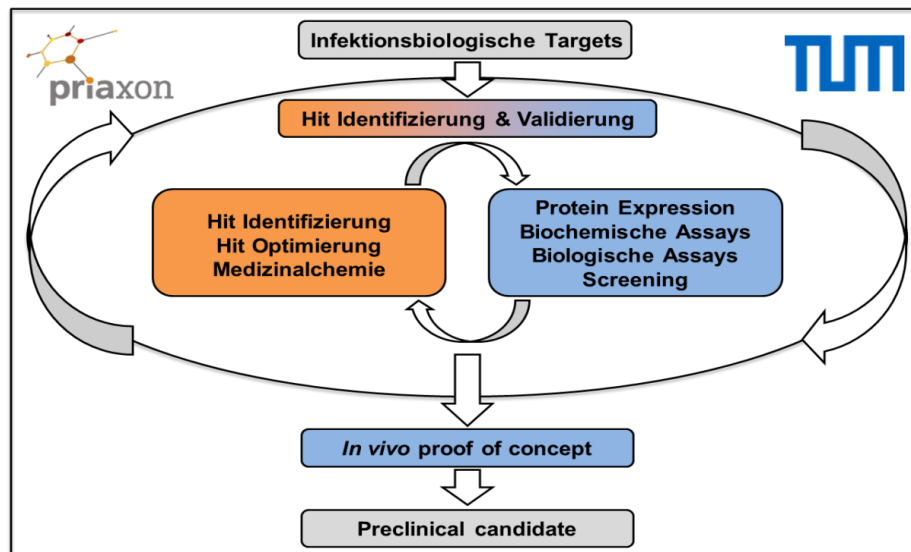 Infektionsbiologische Targets
priaxon
TUM
Hit Identifizierung & Validierung
Hit Identifizierung
Hit Optimierung
Medizinalchemie
Protein Expression
Biochemische Assays
Biologische Assays
Screening
In vivo proof of concept
Preclinical candidate